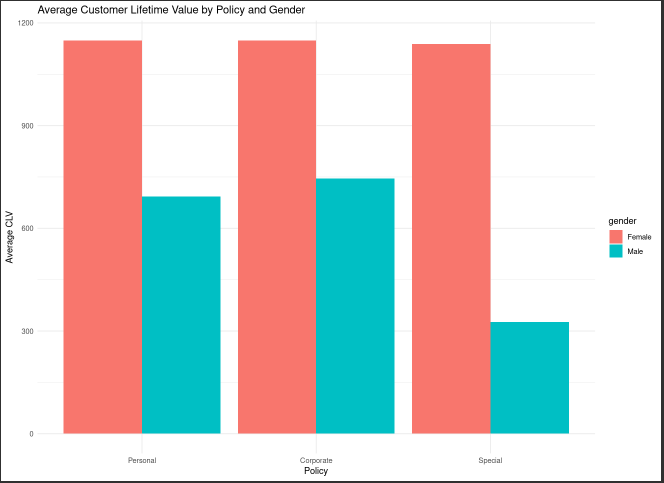 Average Customer Lifetime Value by Policy and Gender
1200
900
600
300
0
Average CLV
Personal
Corporate
Special
Policy
gender
Female
Male